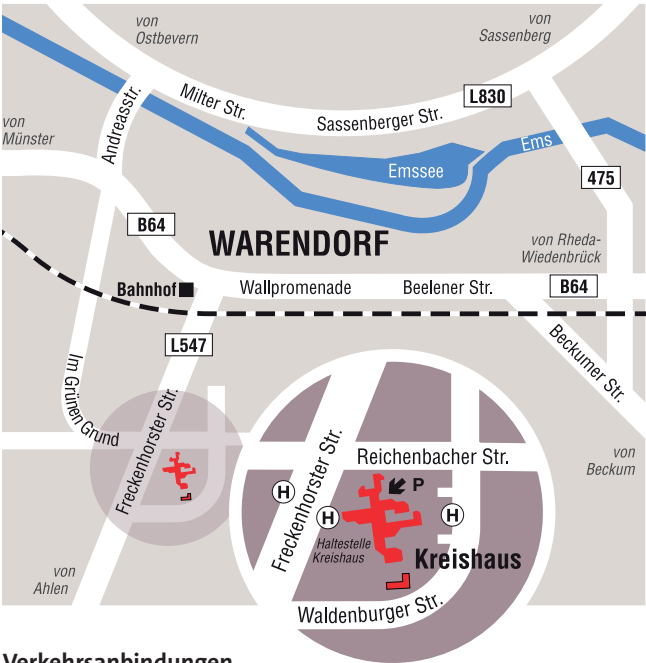 von
Ostbevern
von
Sassenberg
Milter Str.
L830
Sassenberger Str.
Andreasstr.
von
Münster
Ems
Emssee
475
B64
WARENDORF
von Rheda-
Wiedenbrück
Bahnhof
Wallpromenade
Beelener Str.
B64
L547
Beckumer Str.
Im Grünen Grund
Freckenhorster Str.
von
Beckum
Freckenhorster Str.
Reichenbacher Str.
P
H
H
H
Haltestelle
Kreishaus
Kreishaus
von
Ahlen
Waldenburger Str.
Verkehrsanbindungen